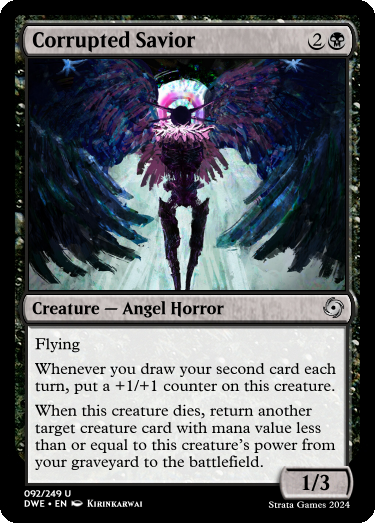 Corrupted Savior 2
Creature — Angel Horror
Flying
Whenever you draw your second card each
turn, put a +1/+1 counter on this creature.
When this creature dies, return another
target creature card with mana value less
than or equal to this creature's power from
your graveyard to the battlefield.
1/3
092/249 U
DWE • EN Kirinkarwai
Strata Games 2024